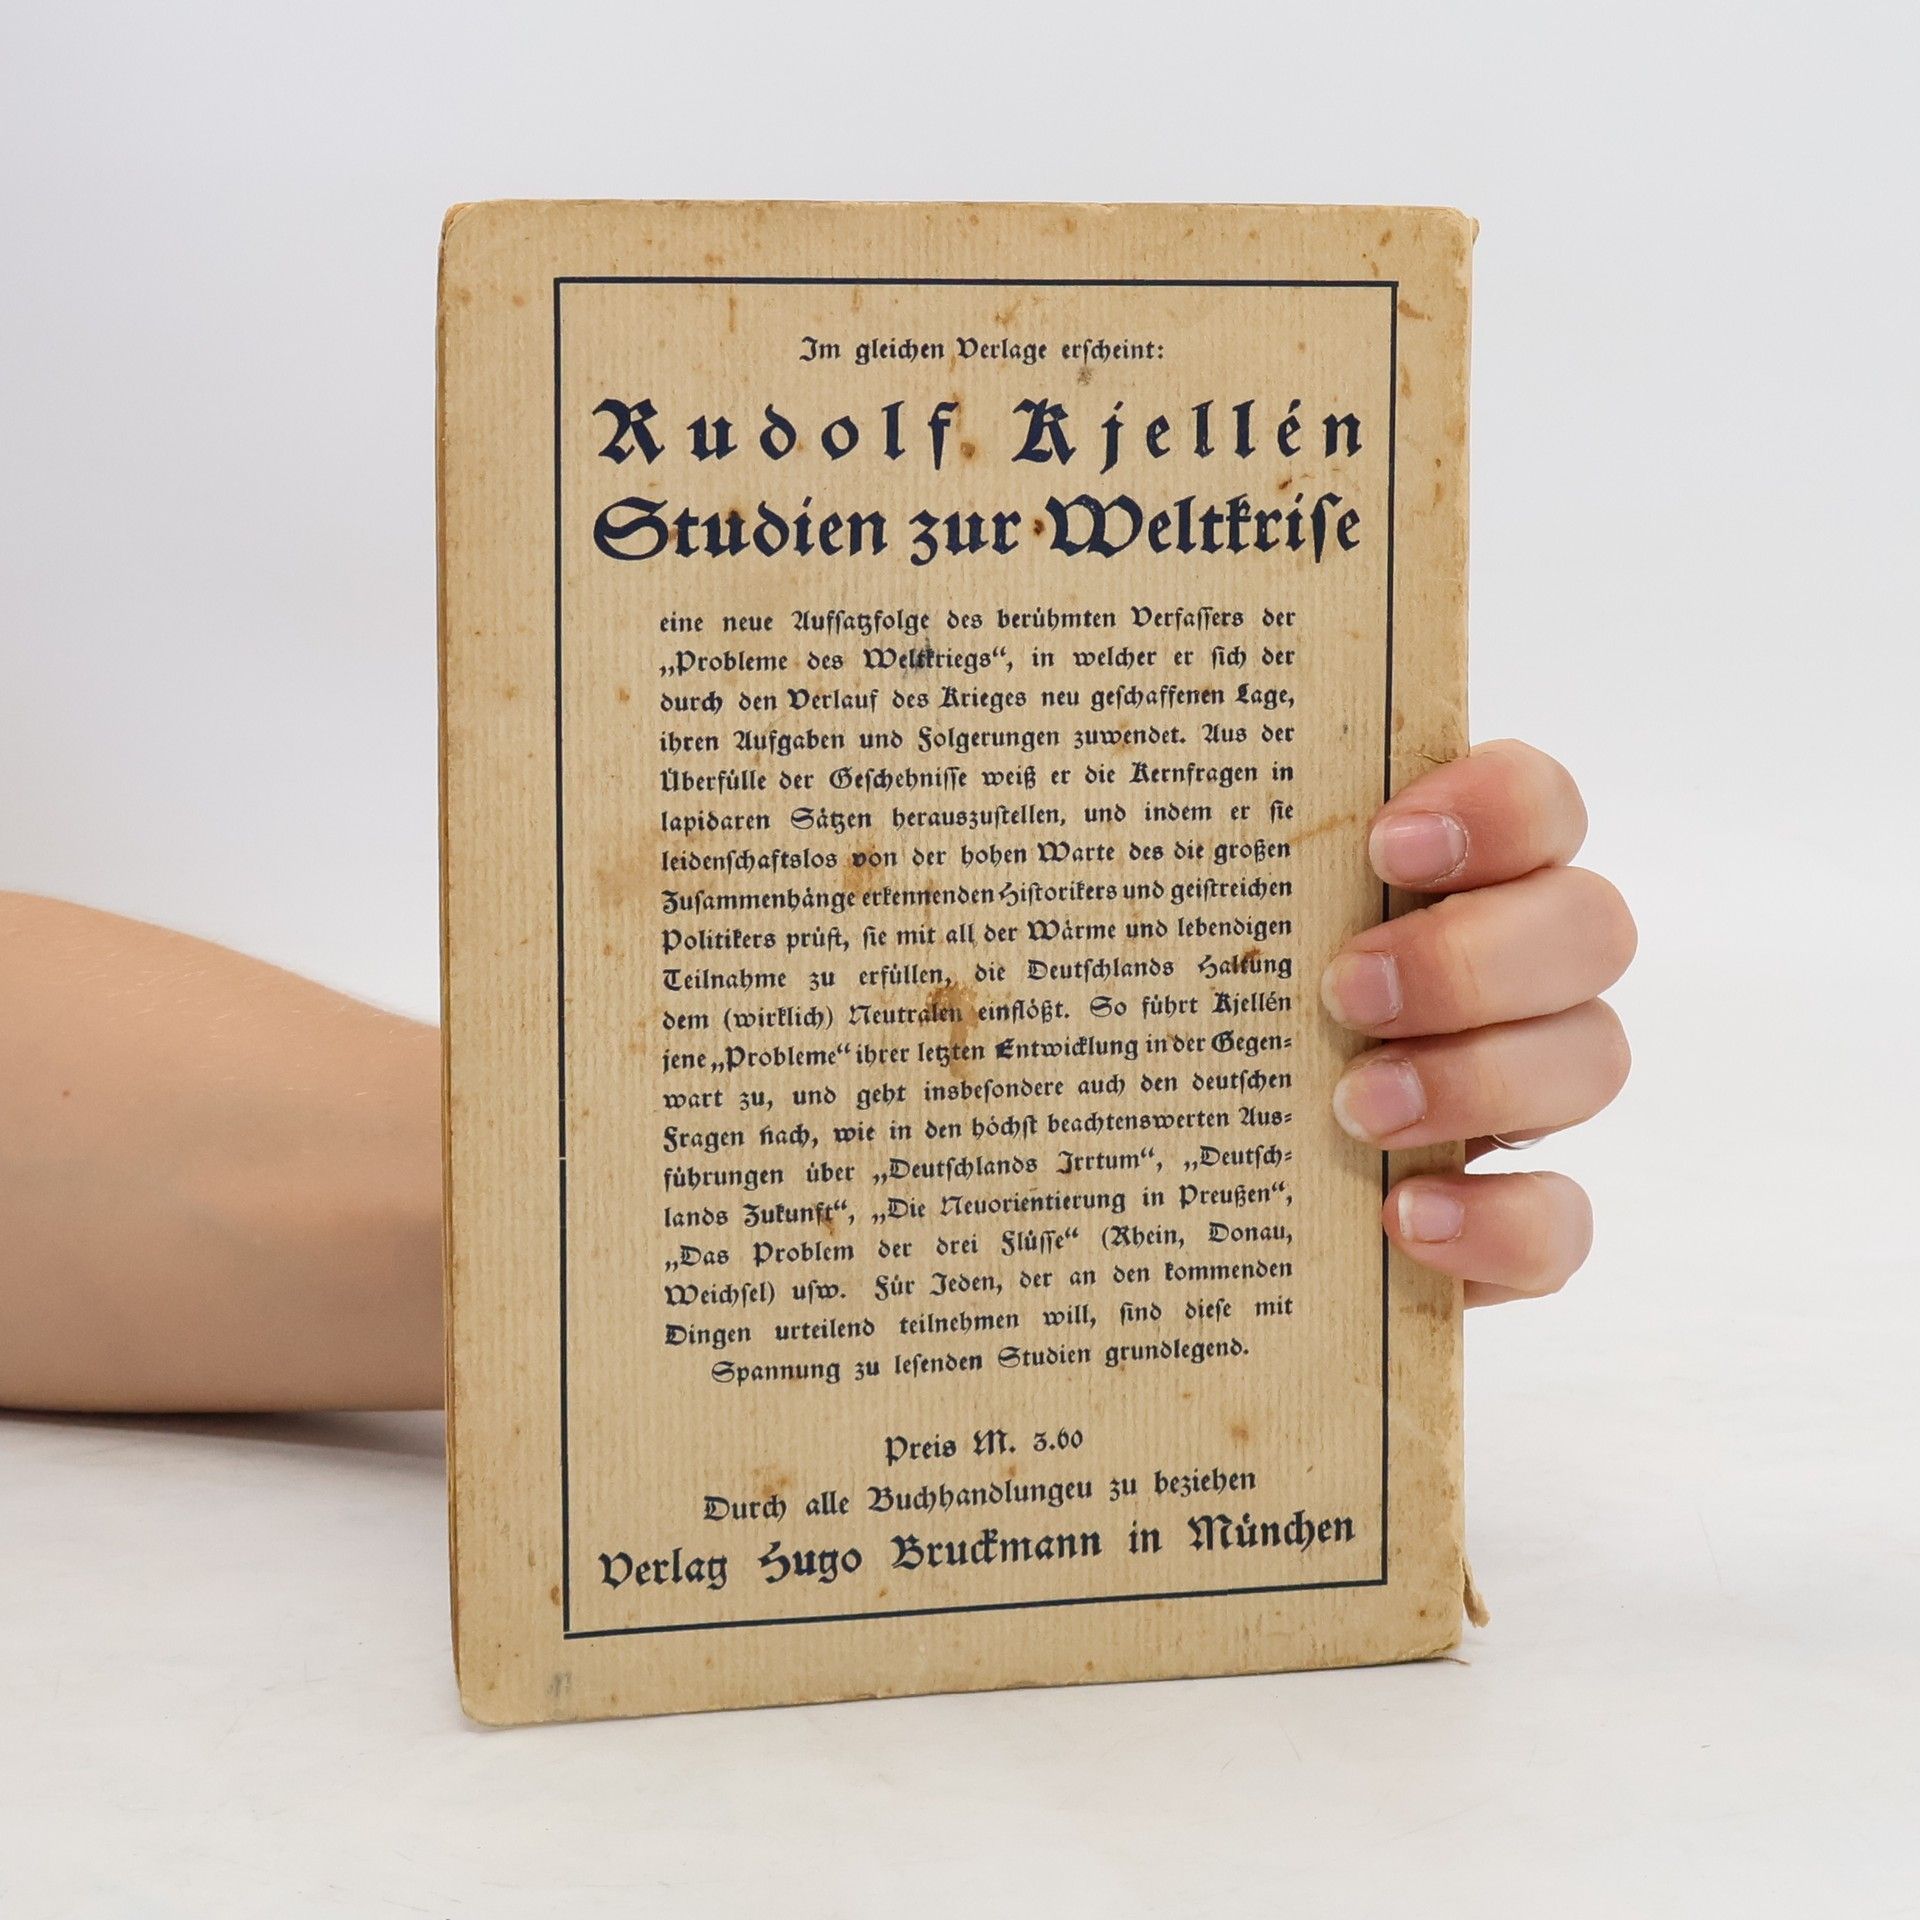 Im gleichen Verlage erscheint:
Rudolf Kjellén
Studien zur Weltkrise
eine neue Aufsatzfolge des berühmten Verfassers der
„Probleme des Weltkriegs“, in welcher er sich der
durch den Verlauf des Krieges neu geschaffenen Lage,
ihren Aufgaben und Folgerungen zuwendet. Aus der
Überfülle der Geschehnisse weiß er die Kernfragen in
lapidaren Sätzen herauszustellen, und indem er sie
leidenschaftslos von der hohen Warte des die großen
Zusammenhänge erkennenden Historikers und geistreichen
Politikers prüft, sie mit all der Wärme und lebendigen
Teilnahme zu erfüllen, die Deutschlands Haltung
dem (wirklich) Neutralen einflößt. So führt Kjellén
jene „Probleme“ ihrer letzten Entwicklung in der Gegen-
wart zu, und geht insbesondere auch den deutschen
Fragen nach, wie in den höchst beachtenswerten Aus-
führungen über „Deutschlands Irrtum“, „Deutsch-
lands Zukunft“, „Die Neuorientierung in Preußen“,
„Das Problem der drei Flüsse“ (Rhein, Donau,
Weichsel) usw. Für Jeden, der an den kommenden
Dingen urteilend teilnehmen will, sind diese mit
Spannung zu lesenden Studien grundlegend.
Preis M. 3.60
Durch alle Buchhandlungeu zu beziehen
Verlag Hugo Bruckmann in München